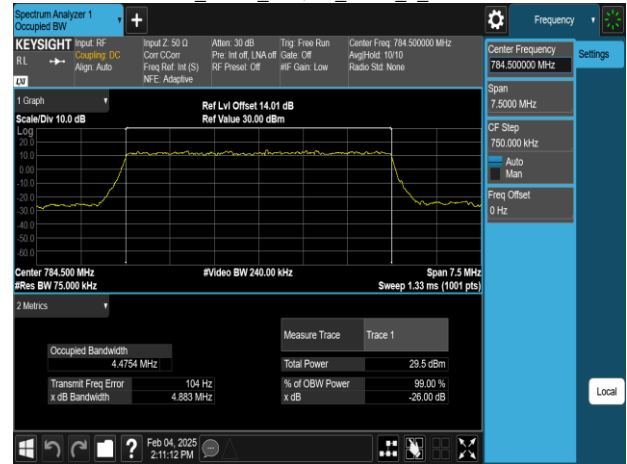 Spectrum Analyzer 1
Occupied BW
+
Frequency
KEYSIGHT
RL
LXI
Input: RF
Coupling: DC
Align: Auto
Input Z: 50 Ω
Corr CCorr
Freq Ref: Int (S)
NFE: Adaptive
Atten: 30 dB
Pre: Int off, LNA off
RF Presel: Off
Trig: Free Run
Gate: Off
#IF Gain: Low
Center Freq: 784.500000 MHz
Avg|Hold: 10/10
Radio Std: None
Center Frequency
784.500000 MHz
Settings
Span
7.5000 MHz
CF Step
750.000 kHz
Auto
Man
Freq Offset
0 Hz
1 Graph
Scale/Div 10.0 dB
Ref Lvl Offset 14.01 dB
Ref Value 30.00 dBm
Log
20.0
10.0
0.00
-10.0
-20.0
-30.0
-40.0
-50.0
-60.0
Center 784.500 MHz
#Res BW 75.000 kHz
#Video BW 240.00 kHz
Span 7.5 MHz
Sweep 1.33 ms (1001 pts)
2 Metrics
Measure Trace Trace 1
Occupied Bandwidth
4.4754 MHz
Total Power 29.5 dBm
Transmit Freq Error 104 Hz
% of OBW Power 99.00 %
x dB Bandwidth 4.883 MHz
x dB -26.00 dB
Local
?
Feb 04, 2025
2:11:12 PM